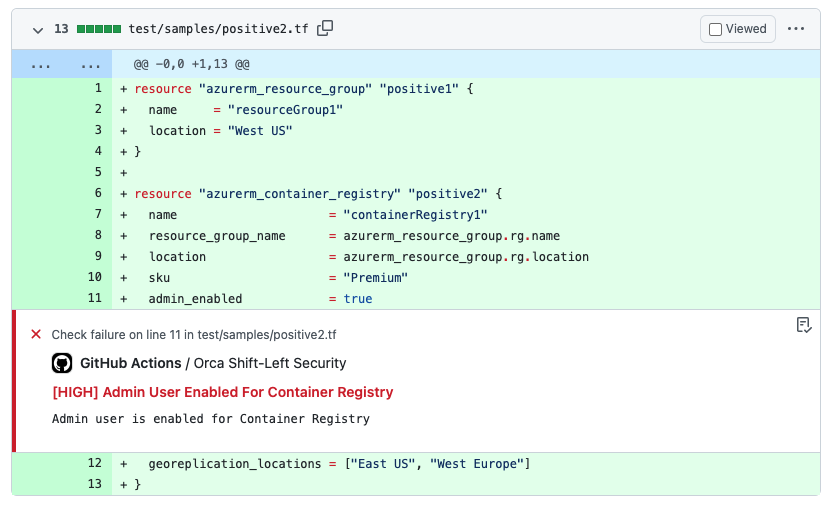 13 test/samples/positive2.tf Viewed ...
... ... @@ -0,0 +1,13 @@
1 + resource "azurerm_resource_group" "positive1" {
2 +   name     = "resourceGroup1"
3 +   location = "West US"
4 + }
5 +
6 + resource "azurerm_container_registry" "positive2" {
7 +   name                     = "containerRegistry1"
8 +   resource_group_name      = azurerm_resource_group.rg.name
9 +   location                 = azurerm_resource_group.rg.location
10 +   sku                      = "Premium"
11 +   admin_enabled            = true
Check failure on line 11 in test/samples/positive2.tf
GitHub Actions / Orca Shift-Left Security
[HIGH] Admin User Enabled For Container Registry
Admin user is enabled for Container Registry
12 +   georeplication_locations = ["East US", "West Europe"]
13 + }